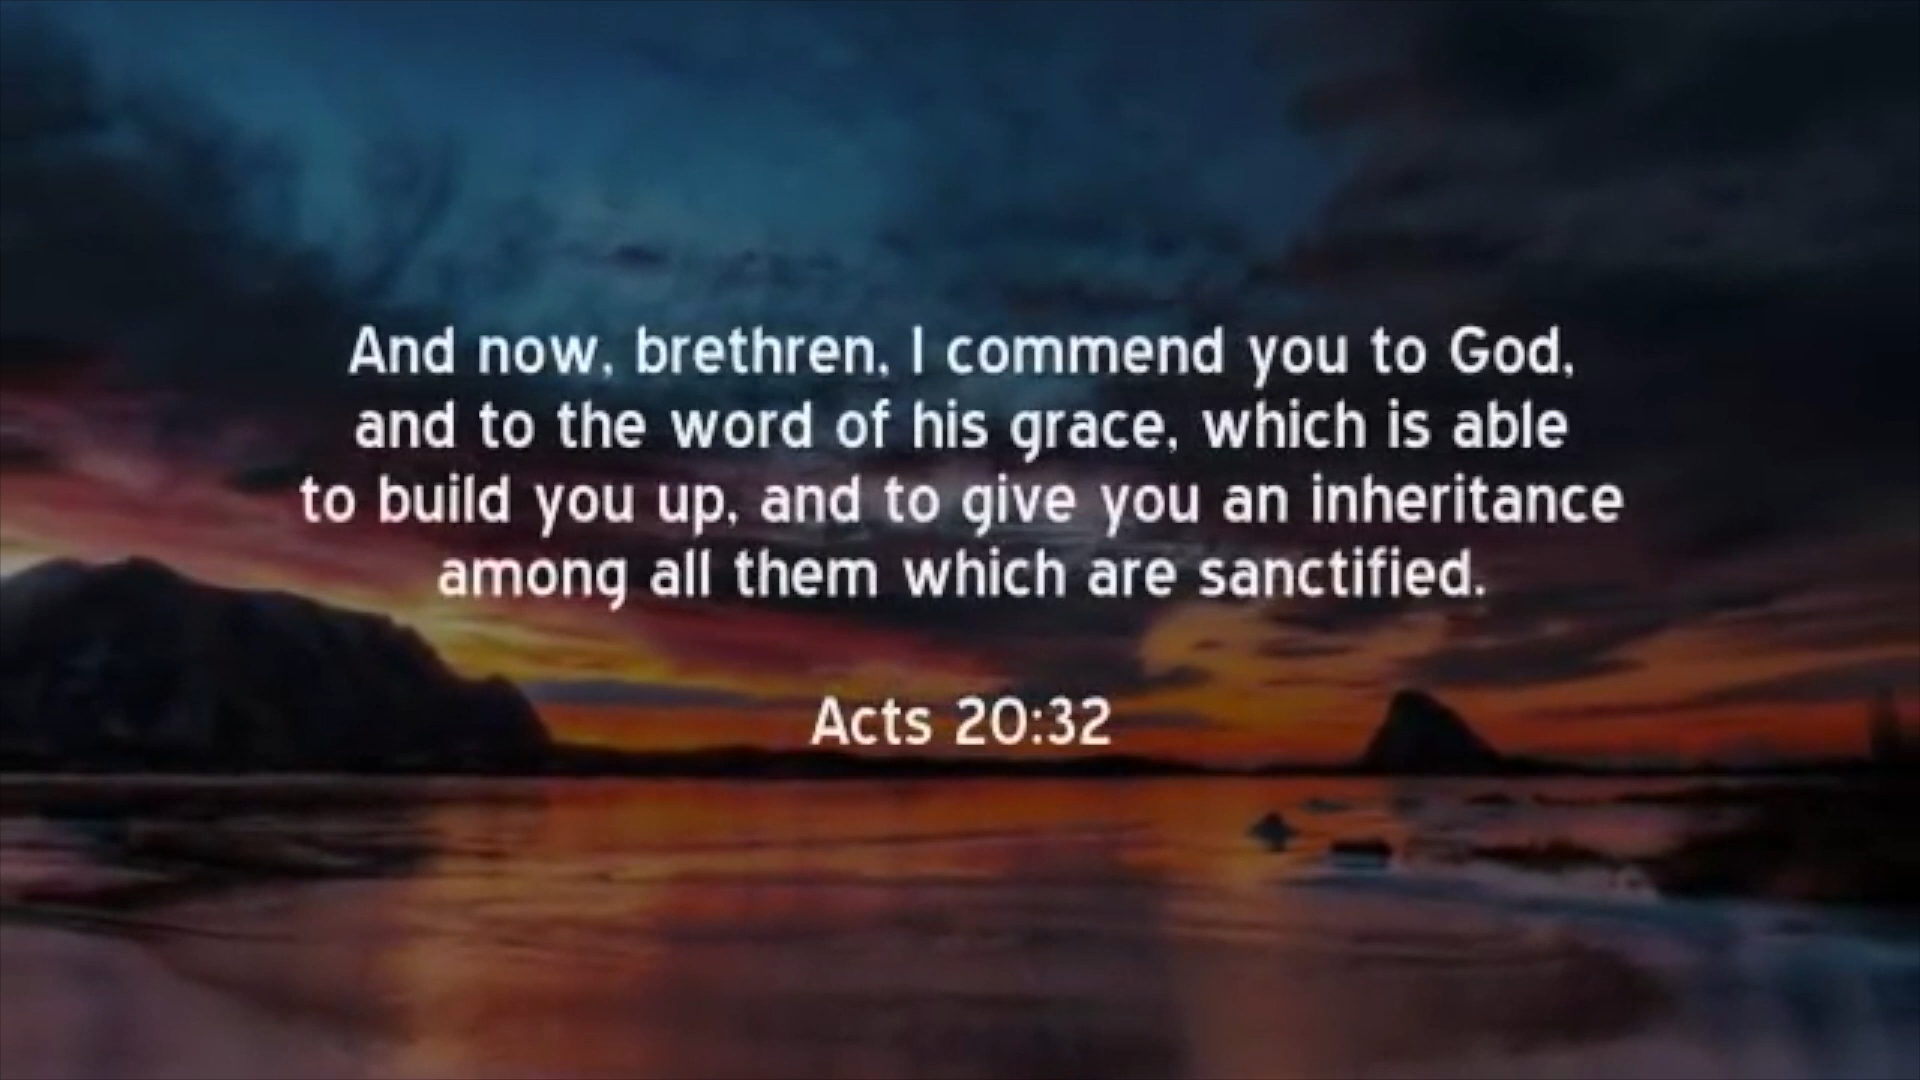 And now, brethren, I commend you to God,
and to the word of his grace, which is able
to build you up, and to give you an inheritance
among all them which are sanctified.
Acts 20:32